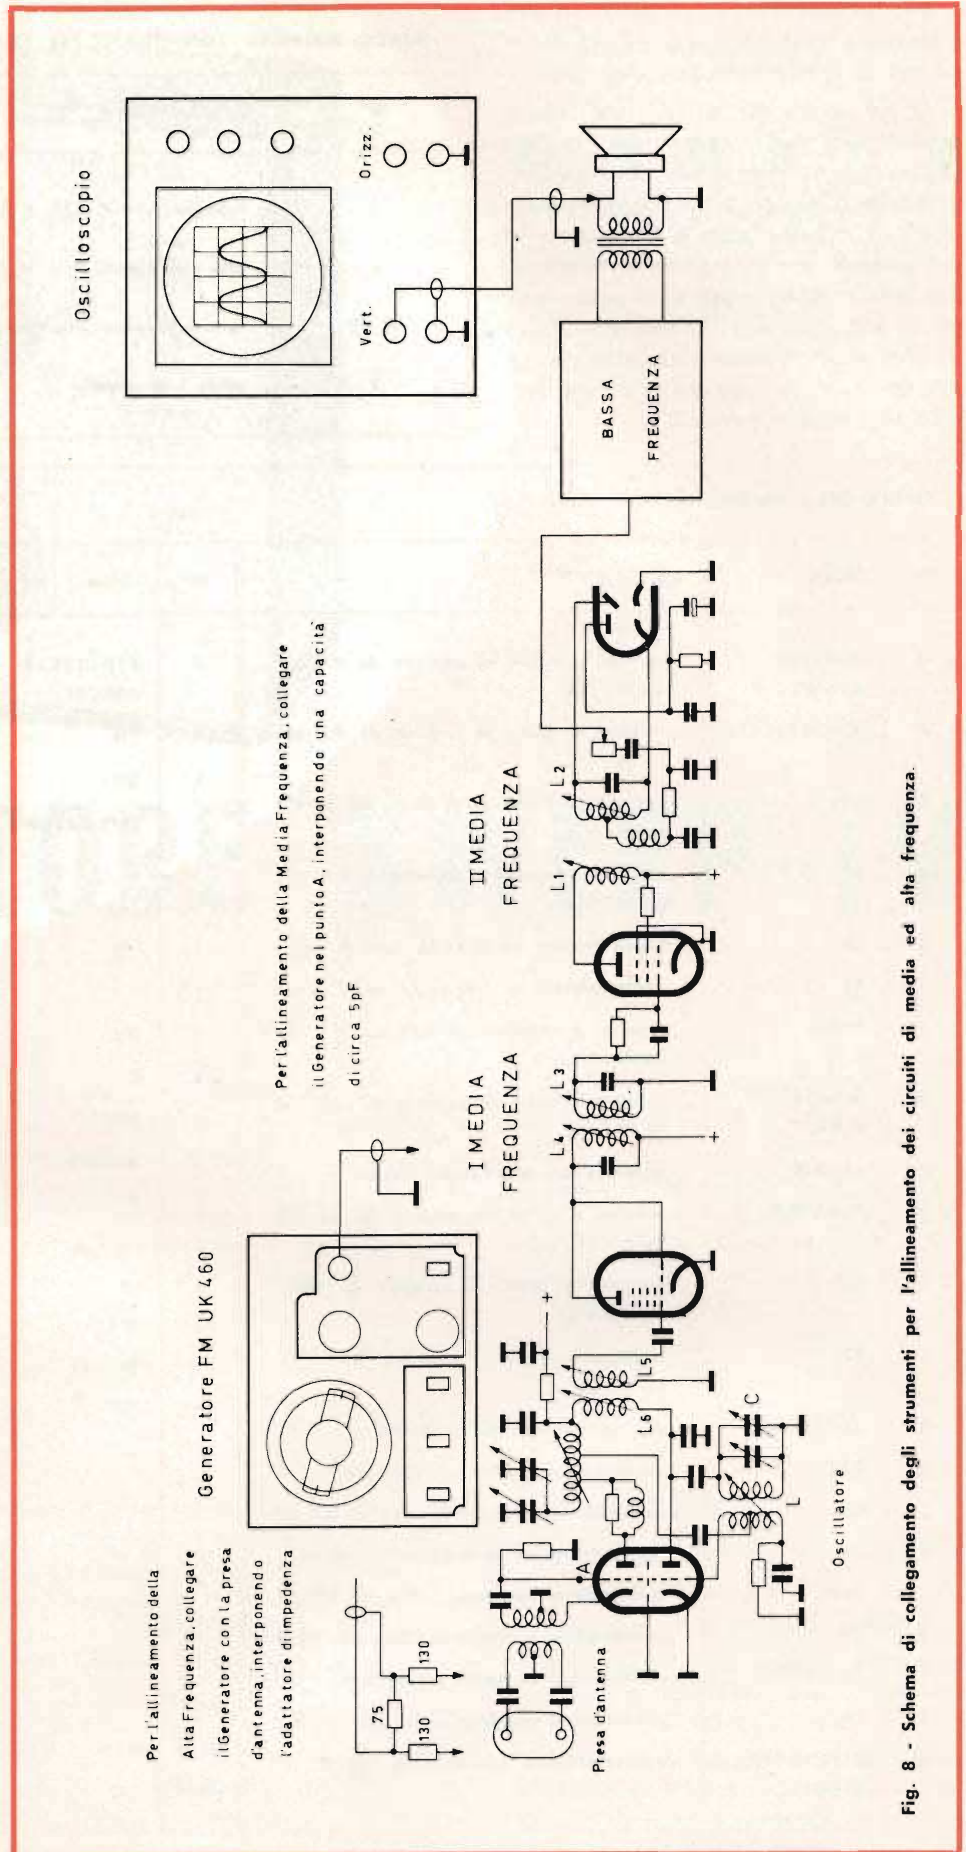 Per l'allineamento della
Alta Frequenza, collegare
il Generatore con la presa
d'antenna, interponendo
l'adattatore di impedenza
75
130
130
Presa d'antenna
Generatore FM UK 460
A
L6
L5
L
C
Oscillatore
I MEDIA
FREQUENZA
L4
L3
Per l'allineamento della Media Frequenza, collegare
il Generatore nel punto A, interponendo una capacità
di circa 5pF
II MEDIA
FREQUENZA
L1
L2
+
+
+
BASSA
FREQUENZA
Oscilloscopio
Vert.
Orizz.
Fig. 8 - Schema di collegamento degli strumenti per l'allineamento dei circuiti di media ed alta frequenza.